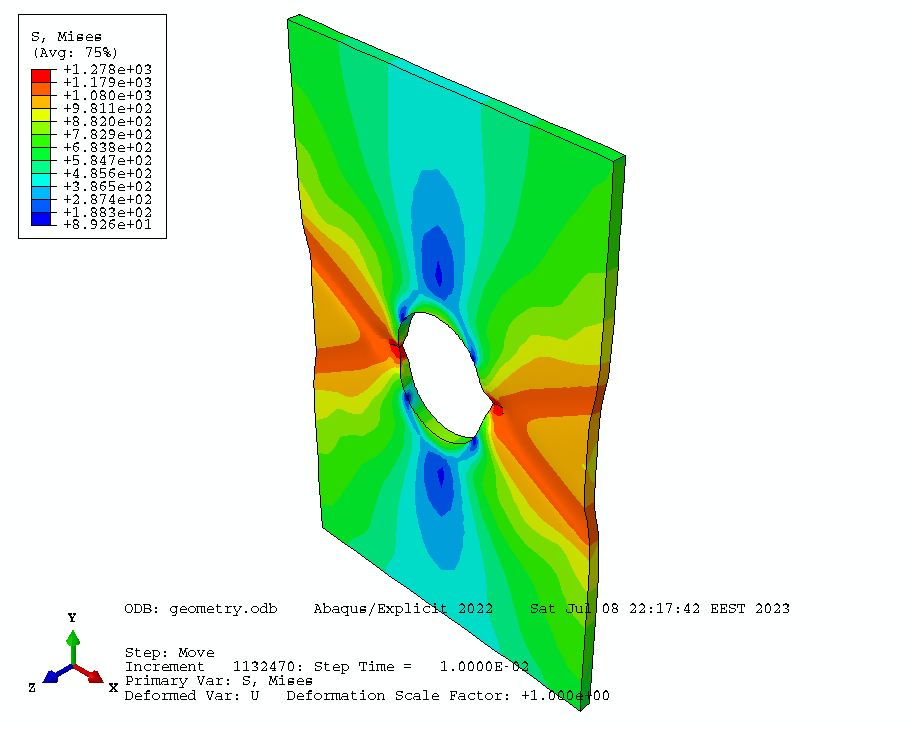 S, Mises
(Avg: 75%)
+1.278e+03
+1.179e+03
+1.080e+03
+9.811e+02
+8.820e+02
+7.829e+02
+6.838e+02
+5.847e+02
+4.856e+02
+3.865e+02
+2.874e+02
+1.883e+02
+8.926e+01
ODB: geometry.odb Abaqus/Explicit 2022 Sat Jul 08 22:17:42 EEST 2023
Y
Z
X
Step: Move
Increment 1132470: Step Time = 1.0000E-02
Primary Var: S, Mises
Deformed Var: U Deformation Scale Factor: +1.000e+00